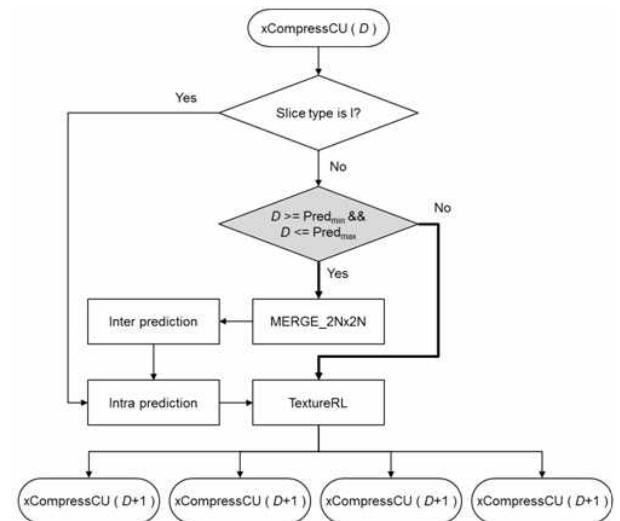 xCompressCU ( D )
Yes
Slice type is I?
No
D >= Predmin &&
D <= Predmax
No
Yes
Inter prediction
MERGE_2Nx2N
Intra prediction
TextureRL
xCompressCU ( D+1 )
xCompressCU ( D+1 )
xCompressCU ( D+1 )
xCompressCU ( D+1 )